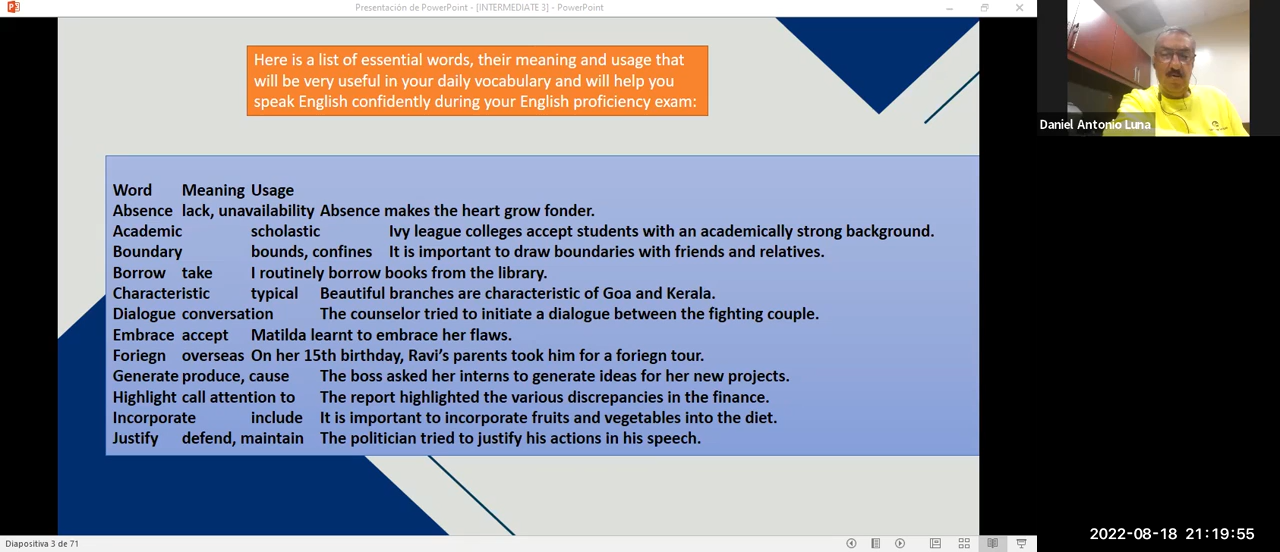 Presentación de PowerPoint - [INTERMEDIATE 3] - PowerPoint
Here is a list of essential words, their meaning and usage that
will be very useful in your daily vocabulary and will help you
speak English confidently during your English proficiency exam:
Daniel Antonio Luna
Word Meaning Usage
Absence lack, unavailability Absence makes the heart grow fonder.
Academic scholastic Ivy league colleges accept students with an academically strong background.
Boundary bounds, confines It is important to draw boundaries with friends and relatives.
Borrow take I routinely borrow books from the library.
Characteristic typical Beautiful branches are characteristic of Goa and Kerala.
Dialogue conversation The counselor tried to initiate a dialogue between the fighting couple.
Embrace accept Matilda learnt to embrace her flaws.
Foriegn overseas On her 15th birthday, Ravi's parents took him for a foriegn tour.
Generate produce, cause The boss asked her interns to generate ideas for her new projects.
Highlight call attention to The report highlighted the various discrepancies in the finance.
Incorporate include It is important to incorporate fruits and vegetables into the diet.
Justify defend, maintain The politician tried to justify his actions in his speech.
Diapositiva 3 de 71
2022-08-18 21:19:55